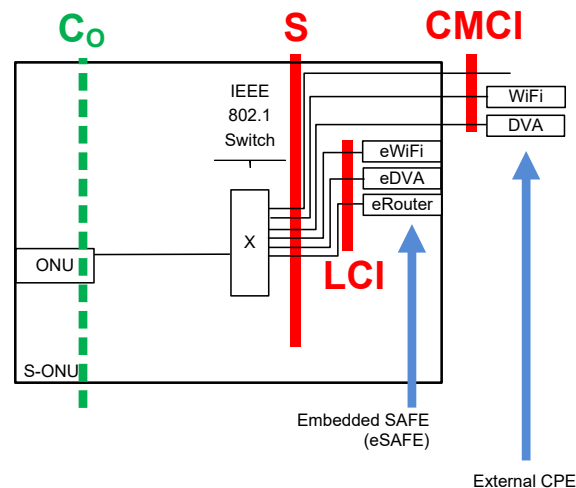 Co
S
CMCI
IEEE
802.1
Switch
WiFi
DVA
eWiFi
eDVA
eRouter
X
LCI
ONU
S-ONU
Embedded SAFE
(eSAFE)
External CPE